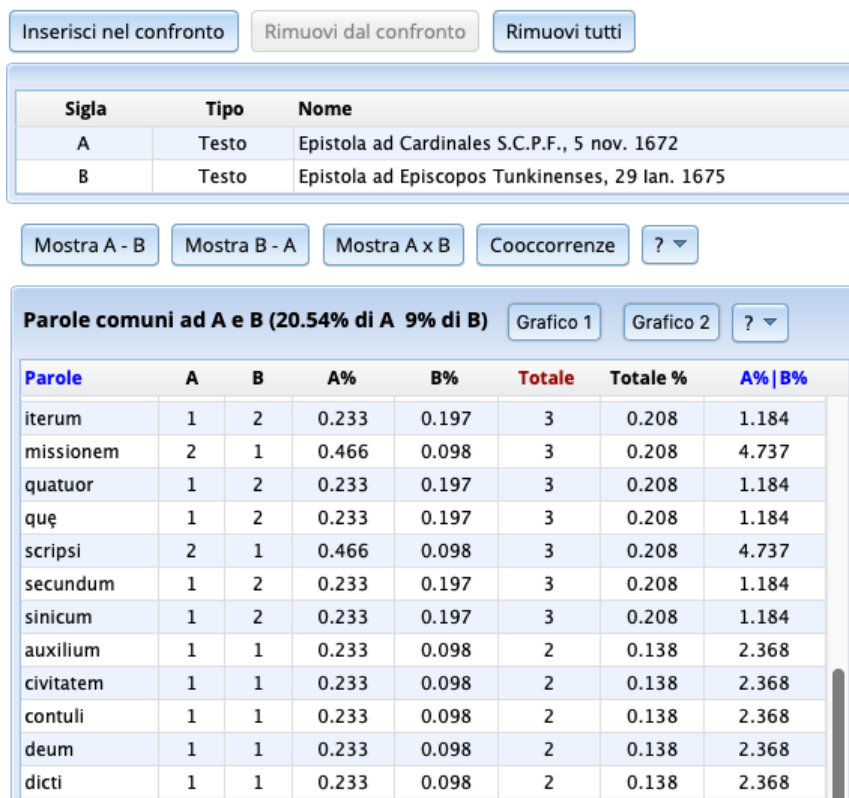 Inserisci nel confronto Rimuovi dal confronto Rimuovi tutti
Sigla Tipo Nome
A Testo Epistola ad Cardinales S.C.P.F., 5 nov. 1672
B Testo Epistola ad Episcopos Tunkinenses, 29 Ian. 1675
Mostra A - B Mostra B - A Mostra A x B Cooccorrenze ?
Parole comuni ad A e B (20.54% di A 9% di B) Grafico 1 Grafico 2 ?
Parole A B A% B% Totale Totale % A%|B%
iterum 1 2 0.233 0.197 3 0.208 1.184
missionem 2 1 0.466 0.098 3 0.208 4.737
quatuor 1 2 0.233 0.197 3 0.208 1.184
quę 1 2 0.233 0.197 3 0.208 1.184
scripsi 2 1 0.466 0.098 3 0.208 4.737
secundum 1 2 0.233 0.197 3 0.208 1.184
sinicum 1 2 0.233 0.197 3 0.208 1.184
auxilium 1 1 0.233 0.098 2 0.138 2.368
civitatem 1 1 0.233 0.098 2 0.138 2.368
contuli 1 1 0.233 0.098 2 0.138 2.368
deum 1 1 0.233 0.098 2 0.138 2.368
dicti 1 1 0.233 0.098 2 0.138 2.368